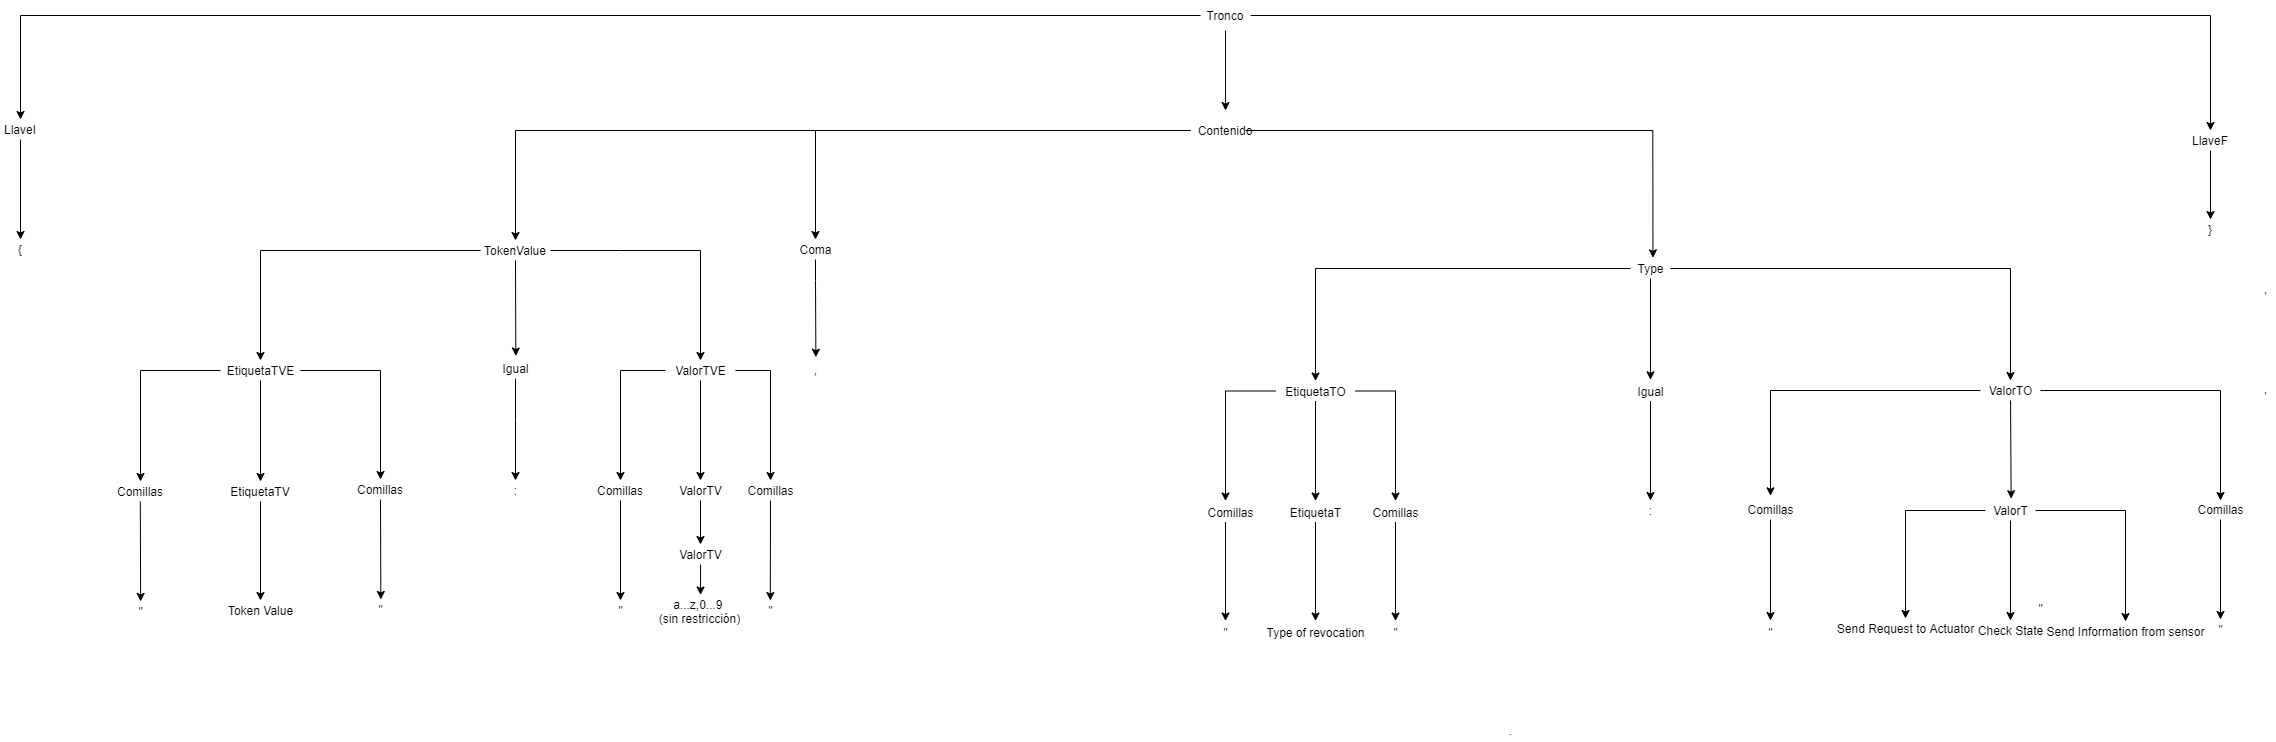 Tronco
LlaveI
Contenido
LlaveF
{
TokenValue
Coma
}
Type
,
EtiquetaTVE
Igual
ValorTVE
,
EtiquetaTO
Igual
ValorTO
,
Comillas
EtiquetaTV
Comillas
:
Comillas
ValorTV
Comillas
Comillas
EtiquetaT
Comillas
:
Comillas
ValorT
Comillas
ValorTV
"
Token Value
"
"
a...z,0...9
(sin restricción)
"
"
"
Type of revocation
"
"
Send Request to Actuator
Check State
Send Information from sensor
"
.